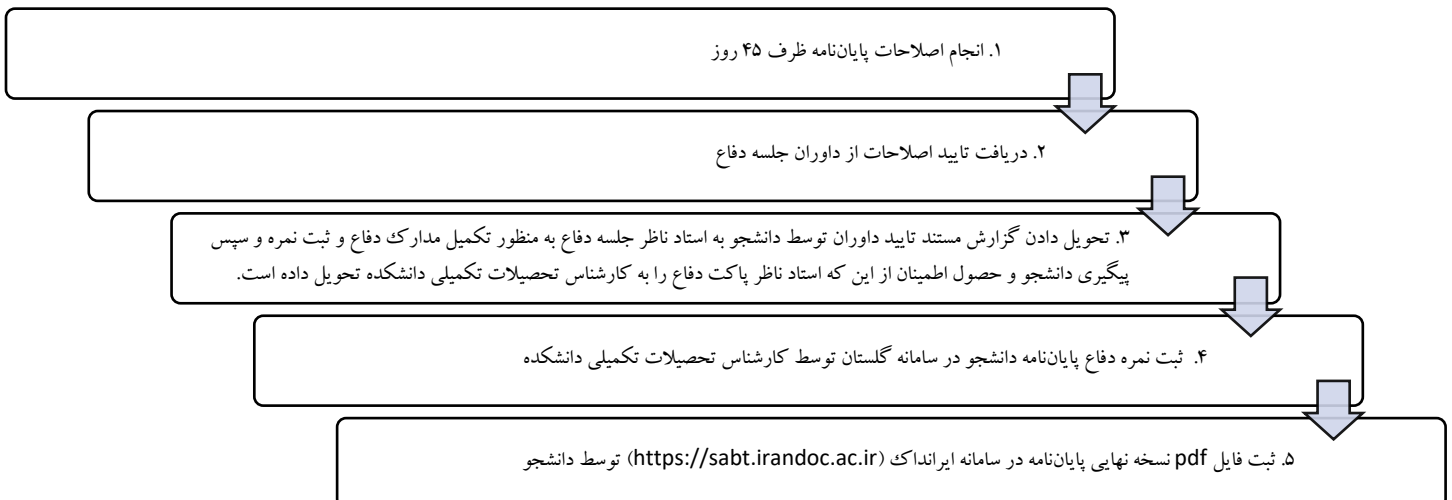 ۱. انجام اصلاحات پایان‌نامه ظرف ۴۵ روز
۲. دریافت تایید اصلاحات از داوران جلسه دفاع
۳. تحویل دادن گزارش مستند تایید داوران توسط دانشجو به استاد ناظر جلسه دفاع به منظور تکمیل مدارک دفاع و ثبت نمره و سپس
پیگیری دانشجو و حصول اطمینان از این که استاد ناظر پاکت دفاع را به کارشناس تحصیلات تکمیلی دانشکده تحویل داده است.
۴. ثبت نمره دفاع پایان‌نامه دانشجو در سامانه گلستان توسط کارشناس تحصیلات تکمیلی دانشکده
۵. ثبت فایل pdf نسخه نهایی پایان‌نامه در سامانه ایرانداک (https://sabt.irandoc.ac.ir) توسط دانشجو